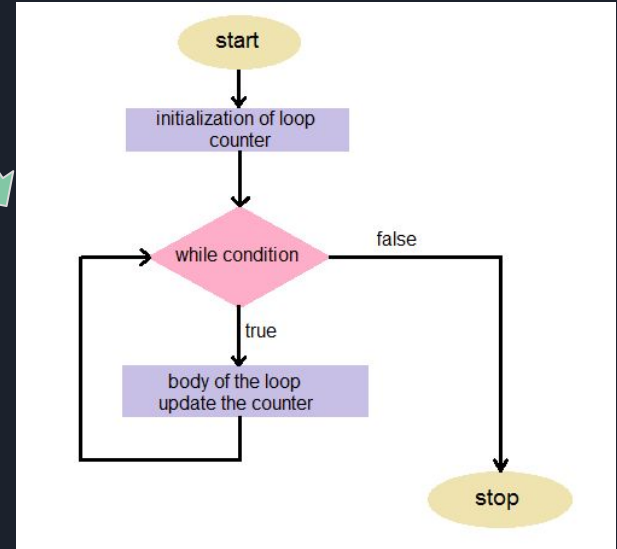 start
initialization of loop
counter
while condition
false
true
body of the loop
update the counter
stop